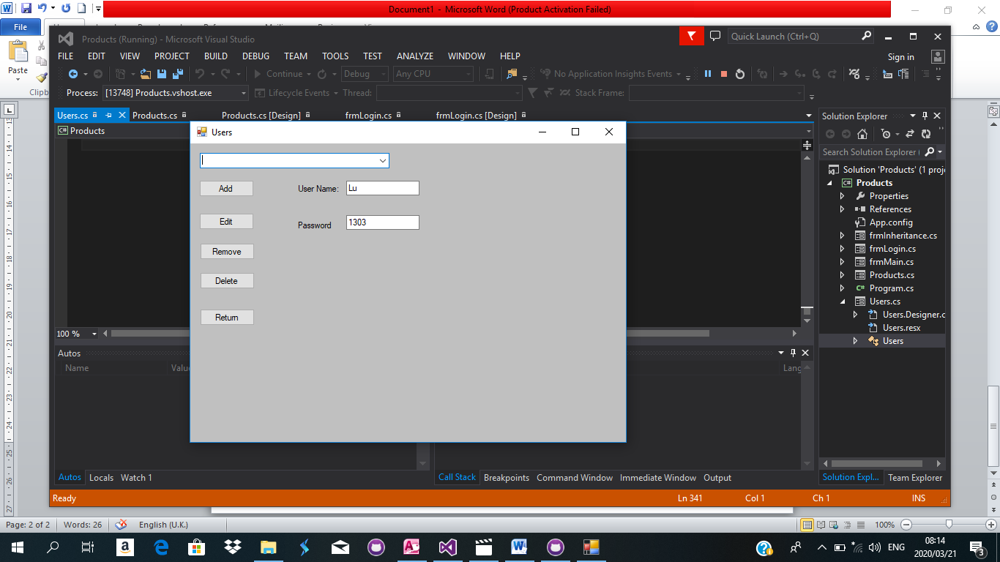 Document1 - Microsoft Word (Product Activation Failed)
File
Paste
Clipb
Products (Running) - Microsoft Visual Studio
Quick Launch (Ctrl+Q)
FILE EDIT VIEW PROJECT BUILD DEBUG TEAM TOOLS TEST ANALYZE WINDOW HELP
Sign in
Continue Debug Any CPU No Application Insights Events
Process: [13748] Products.vshost.exe Lifecycle Events Thread: Stack Frame:
Users.cs Products.cs Products.cs [Design] frmLogin.cs frmLogin.cs [Design]
Products
Users
Add User Name: Lu
Edit Password 1303
Remove
Delete
Return
100 %
Autos
Name Value
Lang
Autos Locals Watch 1
Call Stack Breakpoints Command Window Immediate Window Output
Solution Explorer
Search Solution Explorer (
Solution 'Products' (1 proj
Products
Properties
References
App.config
frmInheritance.cs
frmLogin.cs
frmMain.cs
Products.cs
Program.cs
Users.cs
Users.Designer.c
Users.resx
Users
Solution Expl... Team Explorer
Ready Ln 341 Col 1 Ch 1 INS
Page: 2 of 2 Words: 26 English (U.K.) 100%
ENG 08:14
2020/03/21
3